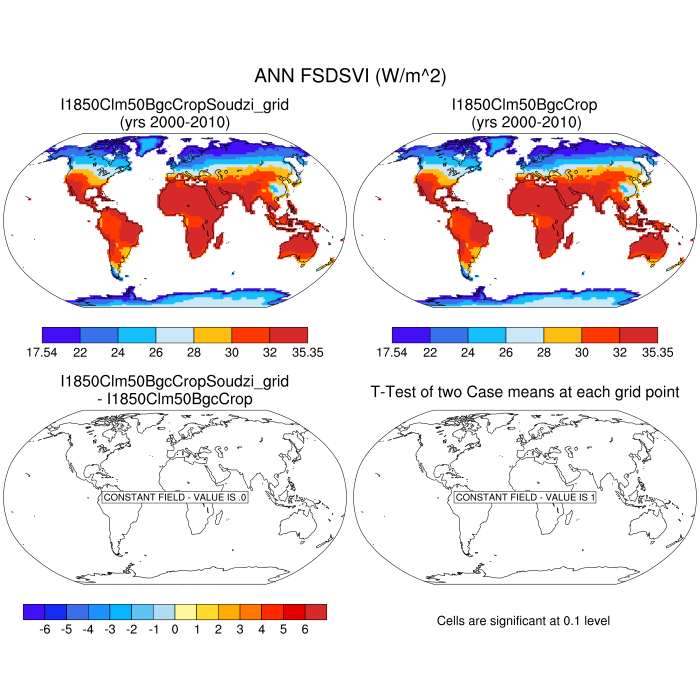 ANN FSDSVI (W/m^2)
I1850Clm50BgcCropSoudzi_grid
(yrs 2000-2010)
I1850Clm50BgcCrop
(yrs 2000-2010)
17.54 22 24 26 28 30 32 35.35
17.54 22 24 26 28 30 32 35.35
I1850Clm50BgcCropSoudzi_grid
- I1850Clm50BgcCrop
T-Test of two Case means at each grid point
CONSTANT FIELD - VALUE IS .0
CONSTANT FIELD - VALUE IS 1
-6 -5 -4 -3 -2 -1 0 1 2 3 4 5 6
Cells are significant at 0.1 level